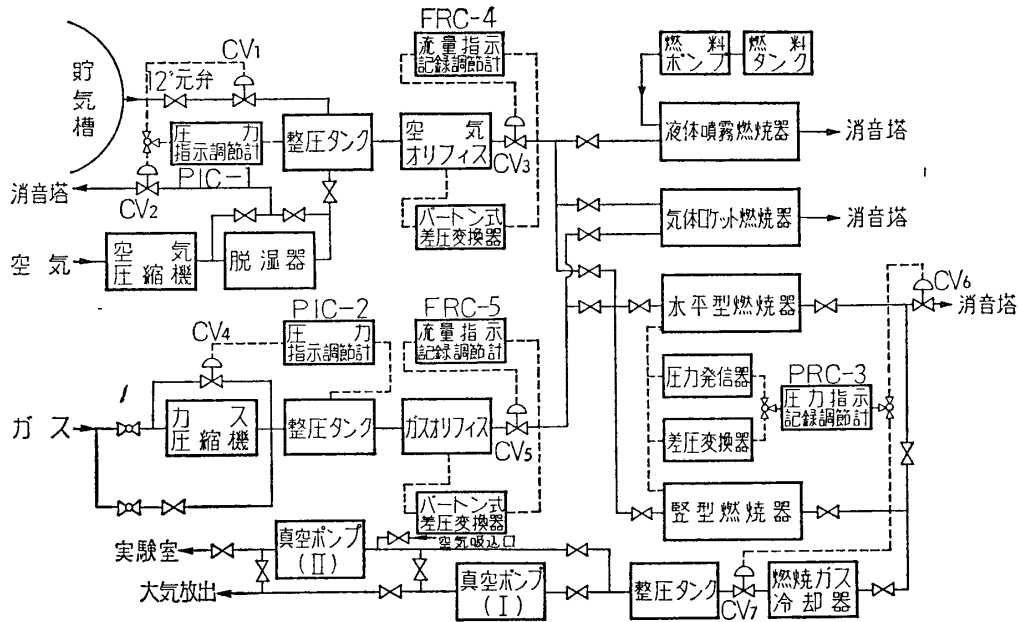 FRC-4
流量指示
記録調節計
燃料
ポンプ
燃料
タンク
貯気槽
CV1
12"元弁
圧力
指示調節計
PIC-1
整圧タンク
空気
オリフィス
CV3
液体噴霧燃焼器
消音塔
消音塔
CV2
バートン式
差圧変換器
気体ロケット燃焼器
消音塔
空気
空気
圧縮機
脱湿器
PIC-2
圧力
指示調節計
FRC-5
流量指示
記録調節計
水平型燃焼器
CV6
消音塔
CV4
圧力発信器
PRC-3
圧力指示
記録調節計
ガス
ガス
圧縮機
整圧タンク
ガスオリフィス
CV5
差圧変換器
バートン式
差圧変換器
竪型燃焼器
空気吸込口
実験室
真空ポンプ
(II)
大気放出
真空ポンプ
(I)
整圧タンク
CV7
燃焼ガス
冷却器